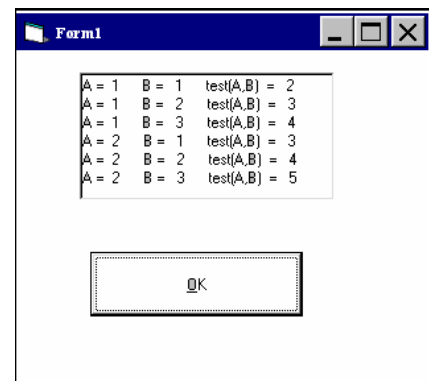 Form1
A = 1 B = 1 test(A,B) = 2
A = 1 B = 2 test(A,B) = 3
A = 1 B = 3 test(A,B) = 4
A = 2 B = 1 test(A,B) = 3
A = 2 B = 2 test(A,B) = 4
A = 2 B = 3 test(A,B) = 5
OK